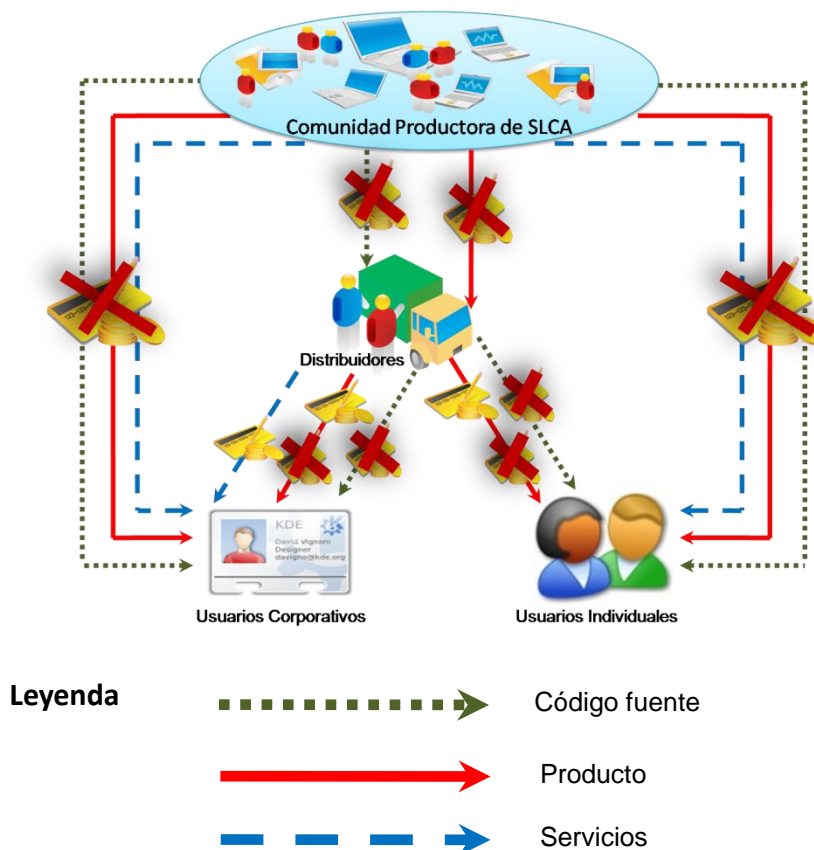 Comunidad Productora de SLCA
Distribuidores
KDE
David Vignoni
Designer
davigno@kde.org
Usuarios Corporativos
Usuarios Individuales
Leyenda
Código fuente
Producto
Servicios